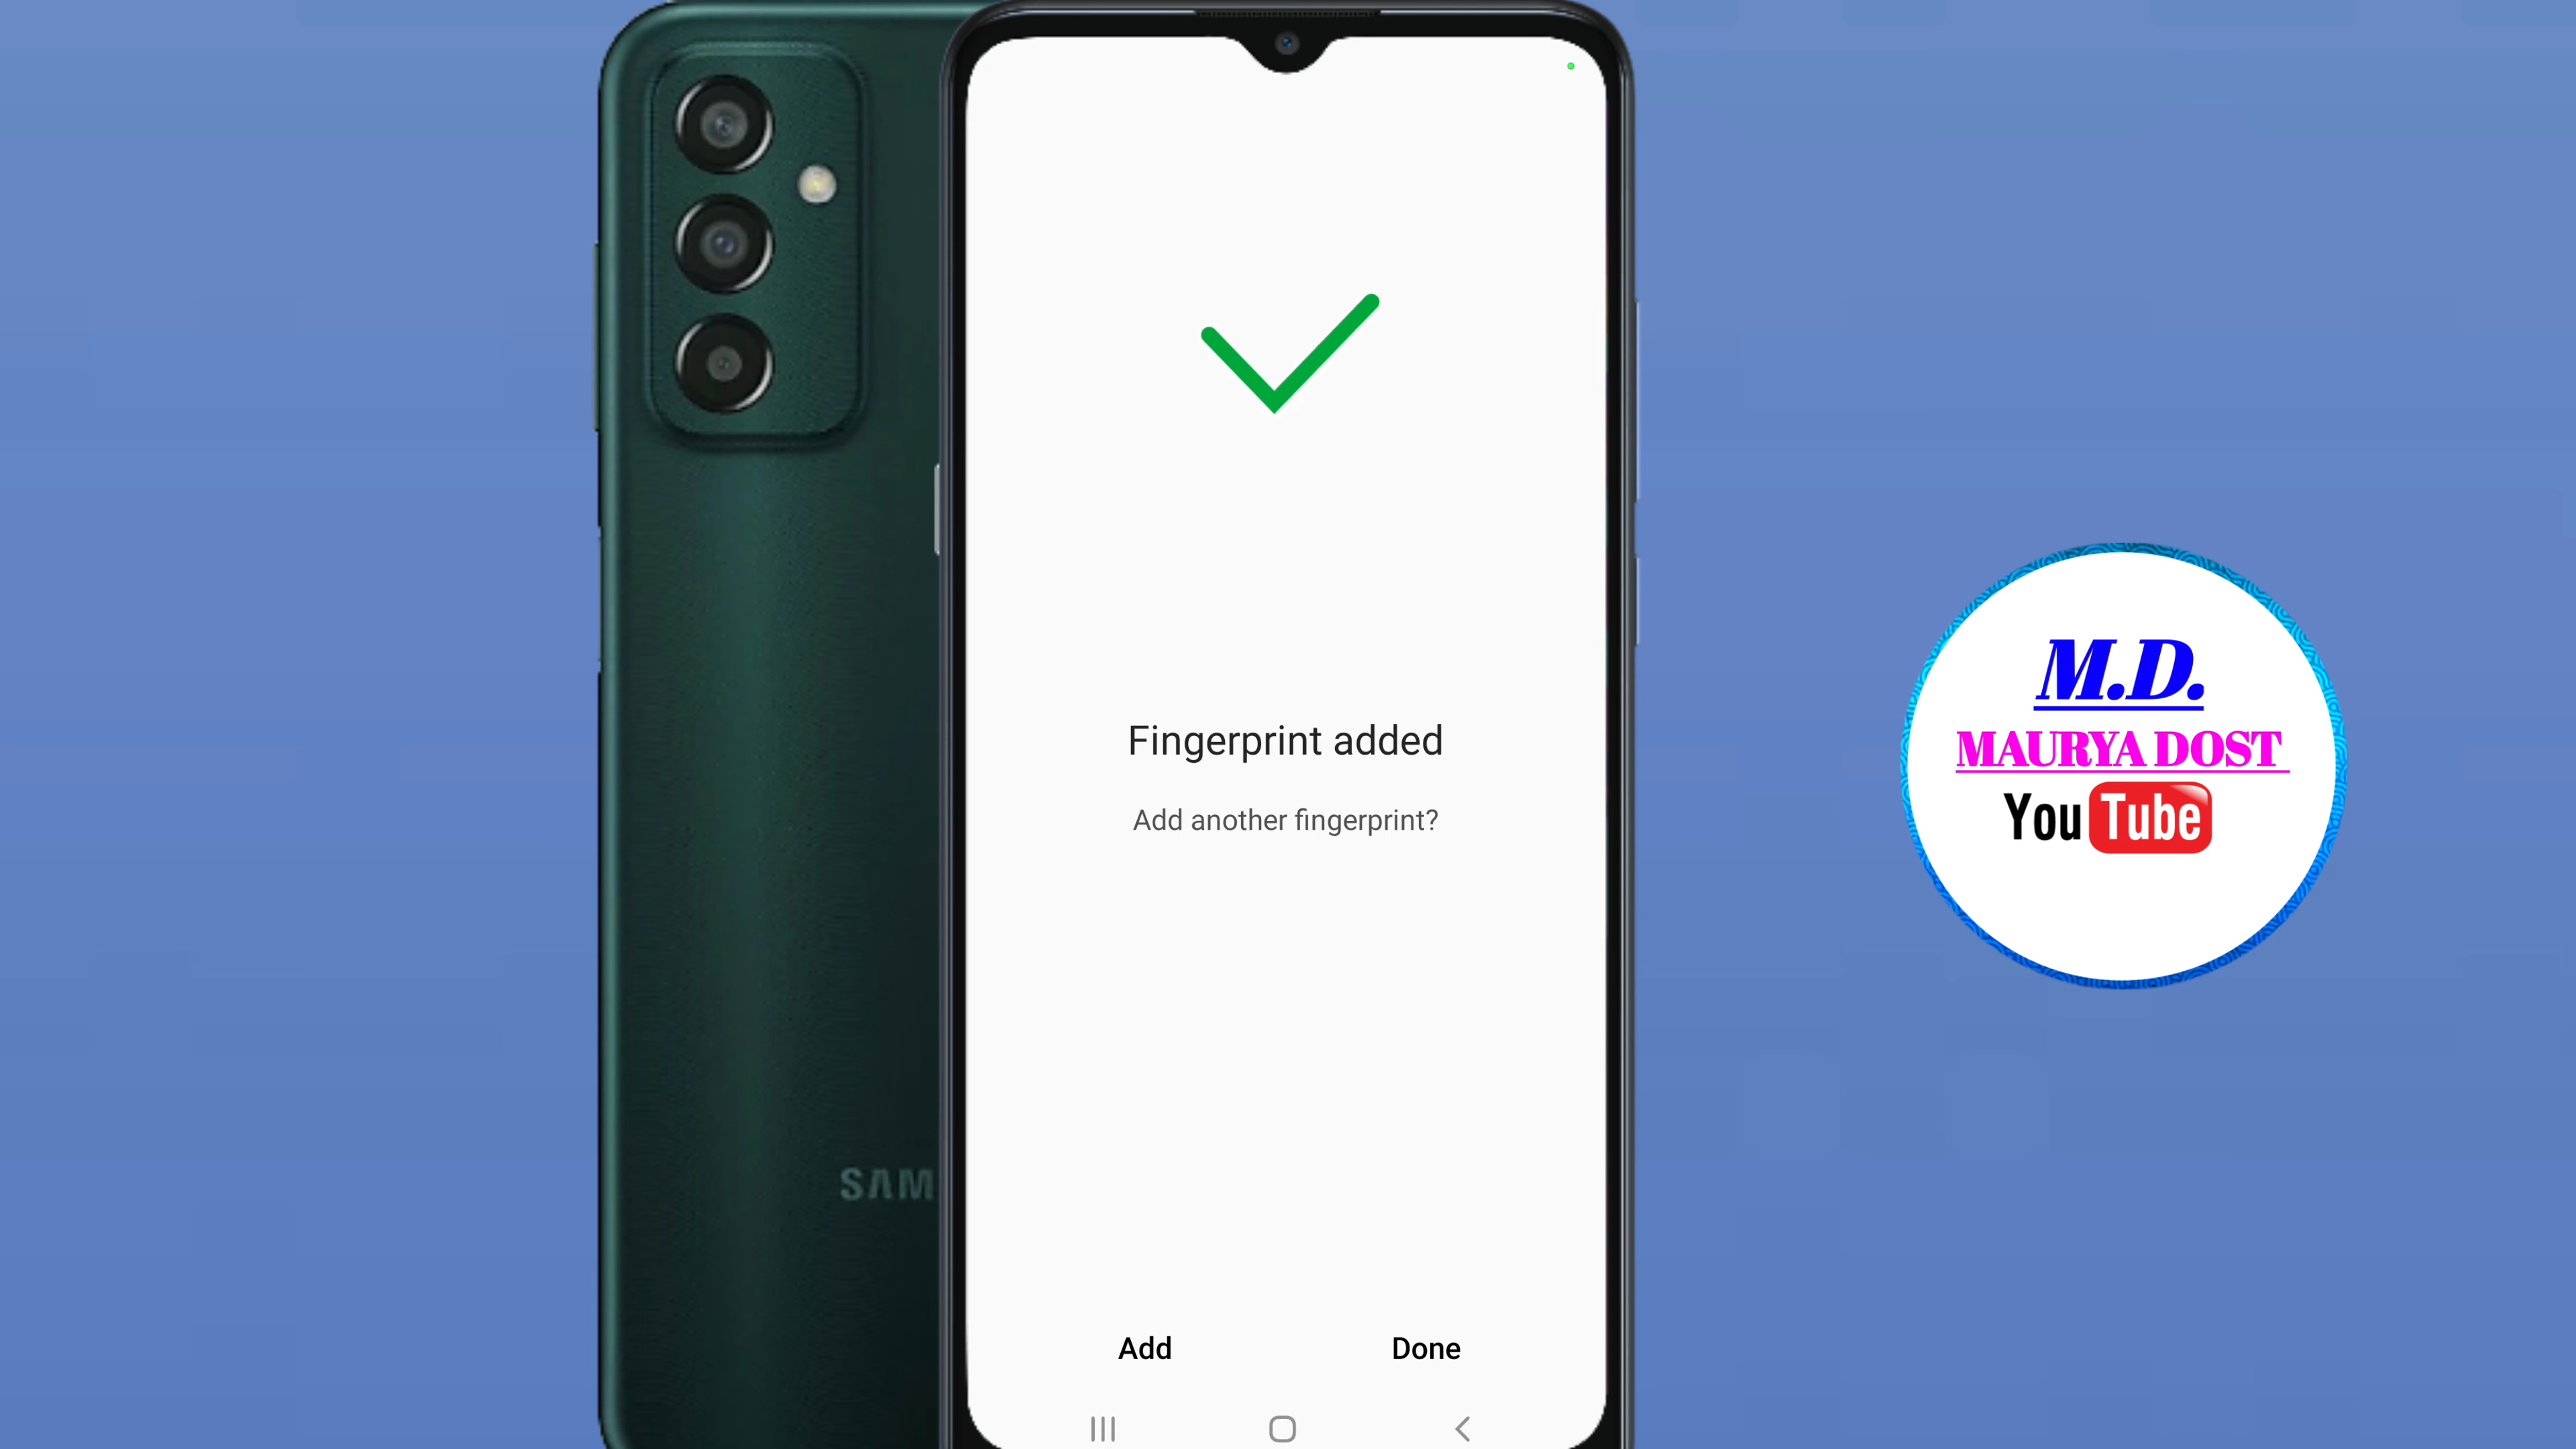 Fingerprint added
Add another fingerprint?
Add
Done
SAM
M.D.
MAURYA DOST
YouTube